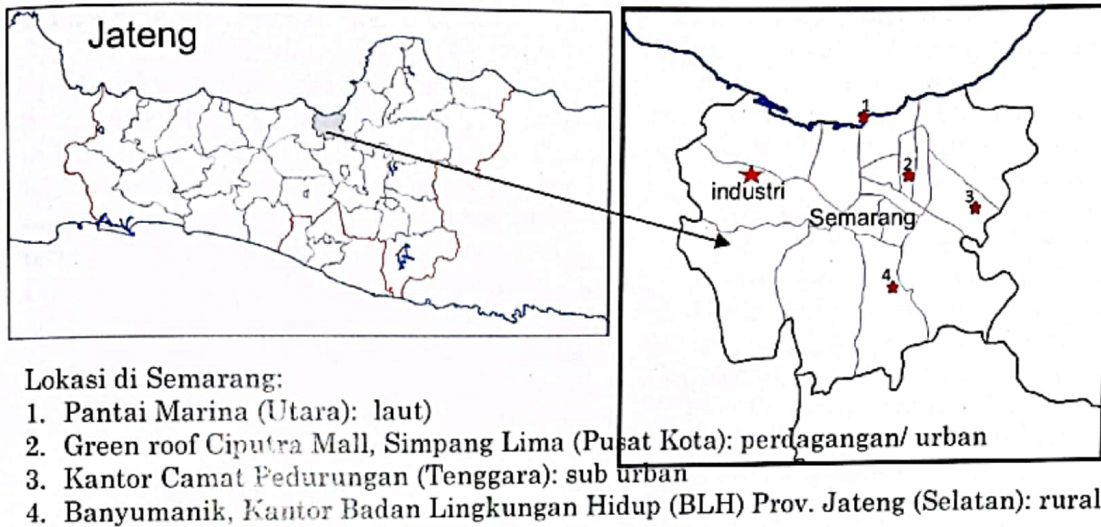 Jateng
1
2
industri
3
Semarang
4
Lokasi di Semarang:
1. Pantai Marina (Utara): laut)
2. Green roof Ciputra Mall, Simpang Lima (Pusat Kota): perdagangan/ urban
3. Kantor Camat Pedurungan (Tenggara): sub urban
4. Banyumanik, Kantor Badan Lingkungan Hidup (BLH) Prov. Jateng (Selatan): rural